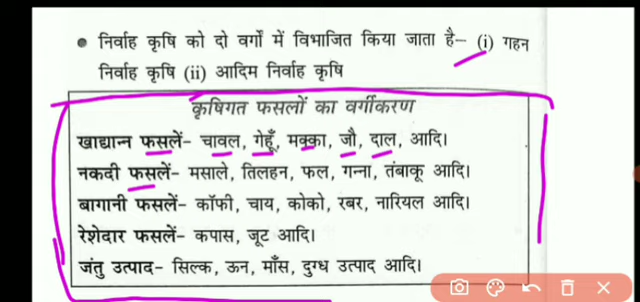 ● निर्वाह कृषि को दो वर्गों में विभाजित किया जाता है– (i) गहन
निर्वाह कृषि (ii) आदिम निर्वाह कृषि
कृषिगत फसलों का वर्गीकरण
खाद्यान्न फसलें– चावल, गेहूँ, मक्का, जौ, दाल, आदि।
नकदी फसलें– मसाले, तिलहन, फल, गन्ना, तंबाकू आदि।
बागानी फसलें– कॉफी, चाय, कोको, रबर, नारियल आदि।
रेशेदार फसलें– कपास, जूट आदि।
जंतु उत्पाद– सिल्क, ऊन, माँस, दुग्ध उत्पाद आदि।